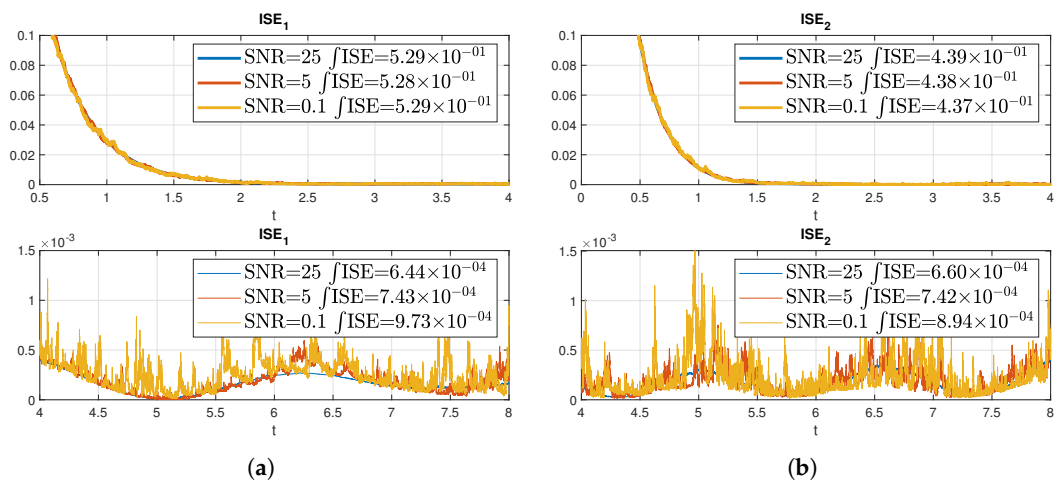 ISE₁
0.1
0.08
0.06
0.04
0.02
0
SNR=25 ∫ISE=5.29×10⁻⁰¹
SNR=5 ∫ISE=5.28×10⁻⁰¹
SNR=0.1 ∫ISE=5.29×10⁻⁰¹
0.5 1 1.5 2 2.5 3 3.5 4
t
ISE₂
0.1
0.08
0.06
0.04
0.02
0
SNR=25 ∫ISE=4.39×10⁻⁰¹
SNR=5 ∫ISE=4.38×10⁻⁰¹
SNR=0.1 ∫ISE=4.37×10⁻⁰¹
0 0.5 1 1.5 2 2.5 3 3.5 4
t
×10⁻³
ISE₁
1.5
1
0.5
0
SNR=25 ∫ISE=6.44×10⁻⁰⁴
SNR=5 ∫ISE=7.43×10⁻⁰⁴
SNR=0.1 ∫ISE=9.73×10⁻⁰⁴
4 4.5 5 5.5 6 6.5 7 7.5 8
t
×10⁻³
ISE₂
1.5
1
0.5
0
SNR=25 ∫ISE=6.60×10⁻⁰⁴
SNR=5 ∫ISE=7.42×10⁻⁰⁴
SNR=0.1 ∫ISE=8.94×10⁻⁰⁴
4 4.5 5 5.5 6 6.5 7 7.5 8
t
(a)
(b)